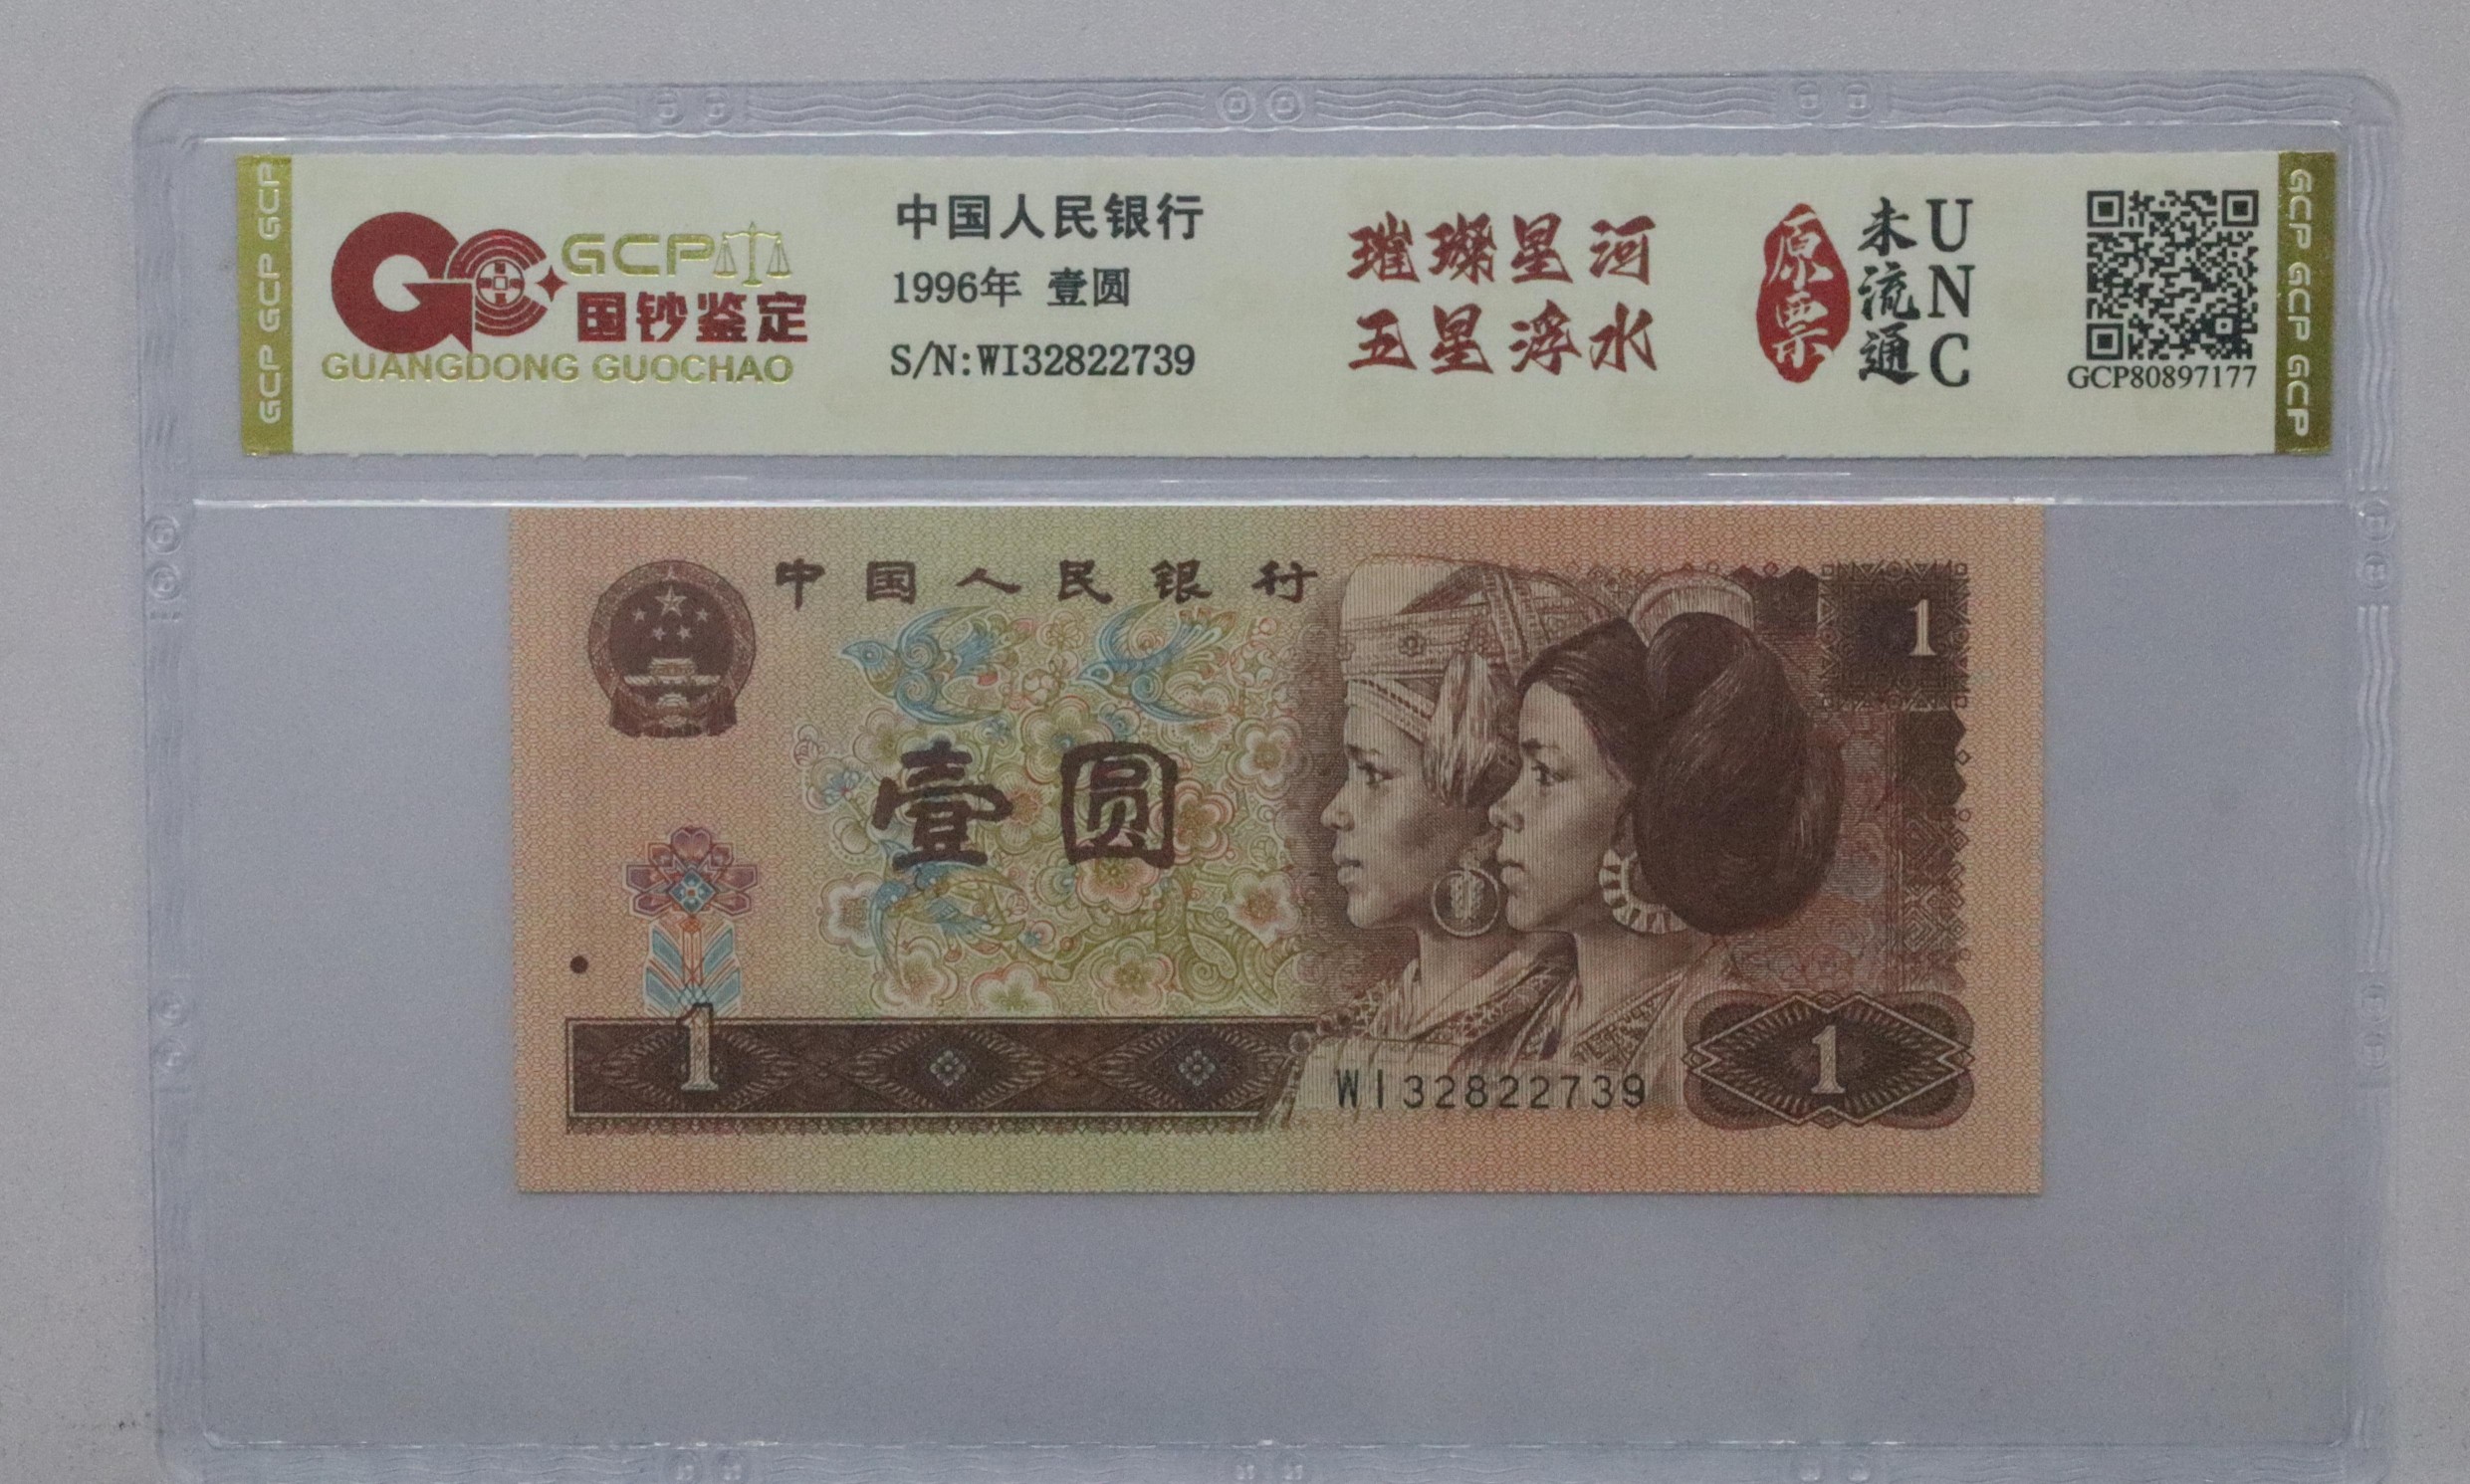 GCP GCP GCP
GCP
国钞鉴定
GUANGDONG GUOCHAO
中国人民银行
1996年 壹圆
S/N:WI32822739
璀璨星河
五星浮水
原票
未流通
UNC
GCP80897177
GCP GCP GCP
中国人民银行
1
壹圆
1
WI32822739
1